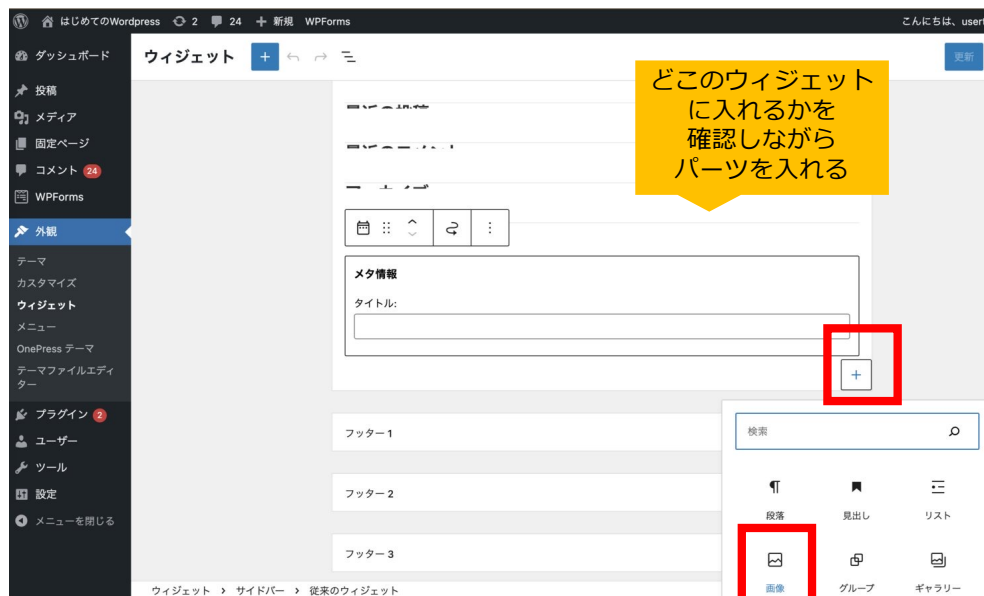 はじめてのWordpress 2 24 新規 WPForms こんにちは、user
ダッシュボード
投稿
メディア
固定ページ
コメント 24
WPForms
外観
テーマ
カスタマイズ
ウィジェット
メニュー
OnePress テーマ
テーマファイルエディ
ター
プラグイン 2
ユーザー
ツール
設定
メニューを閉じる
ウィジェット
更新
どこのウィジェット
に入れるかを
確認しながら
パーツを入れる
メタ情報
タイトル:
フッター 1
フッター 2
フッター 3
検索
段落 見出し リスト
画像 グループ ギャラリー
ウィジェット › サイドバー › 従来のウィジェット